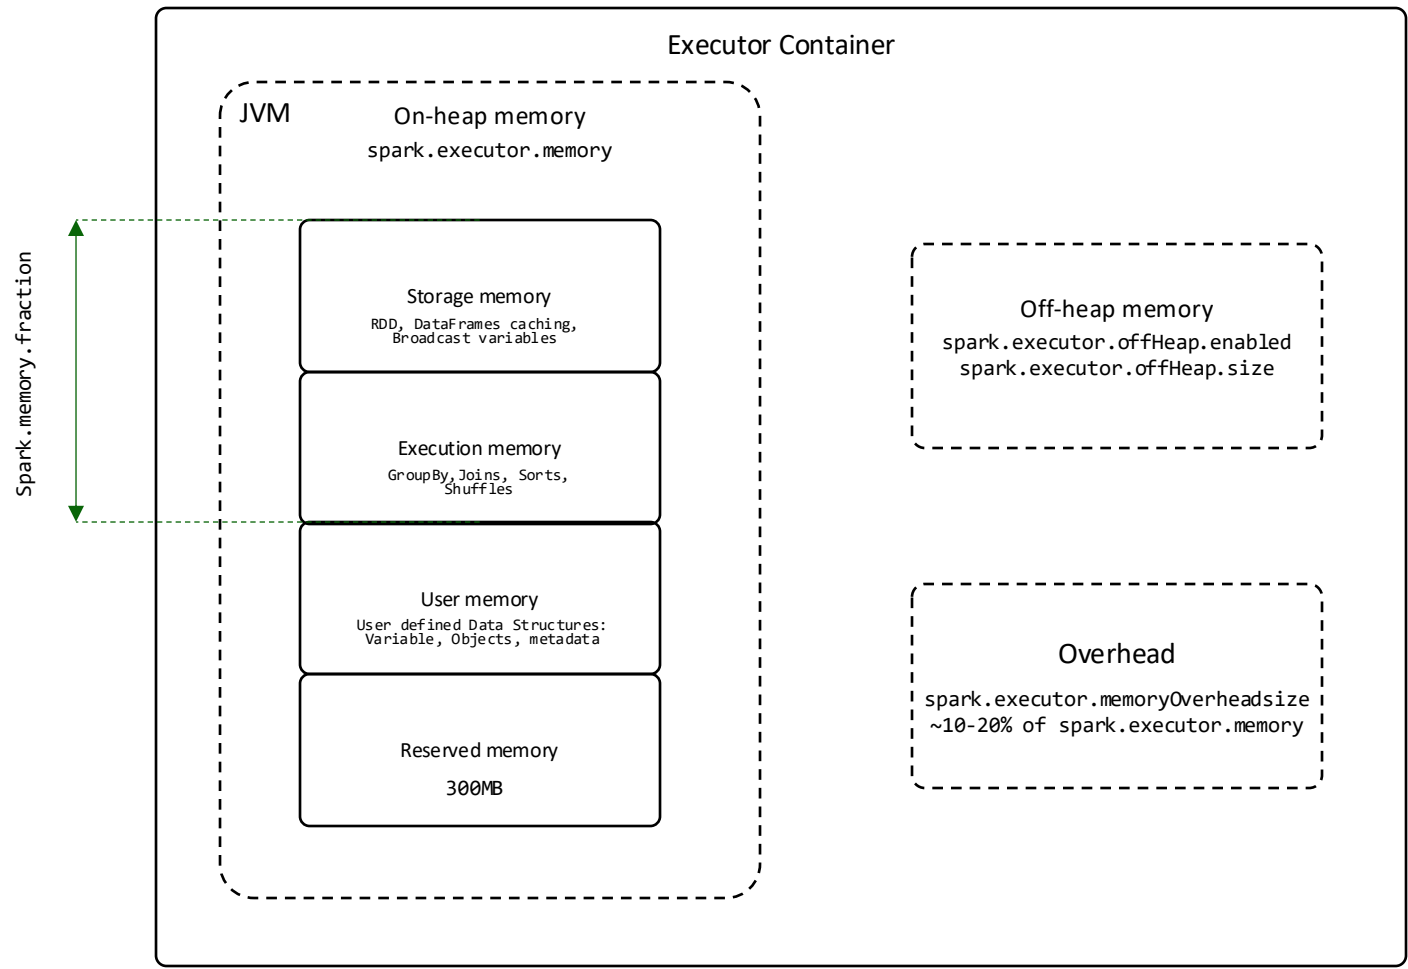 Executor Container
JVM
On-heap memory
spark.executor.memory
Spark.memory.fraction
Storage memory
RDD, DataFrames caching,
Broadcast variables
Execution memory
GroupBy,Joins, Sorts,
Shuffles
User memory
User defined Data Structures:
Variable, Objects, metadata
Reserved memory
300MB
Off-heap memory
spark.executor.offHeap.enabled
spark.executor.offHeap.size
Overhead
spark.executor.memoryOverheadsize
~10-20% of spark.executor.memory